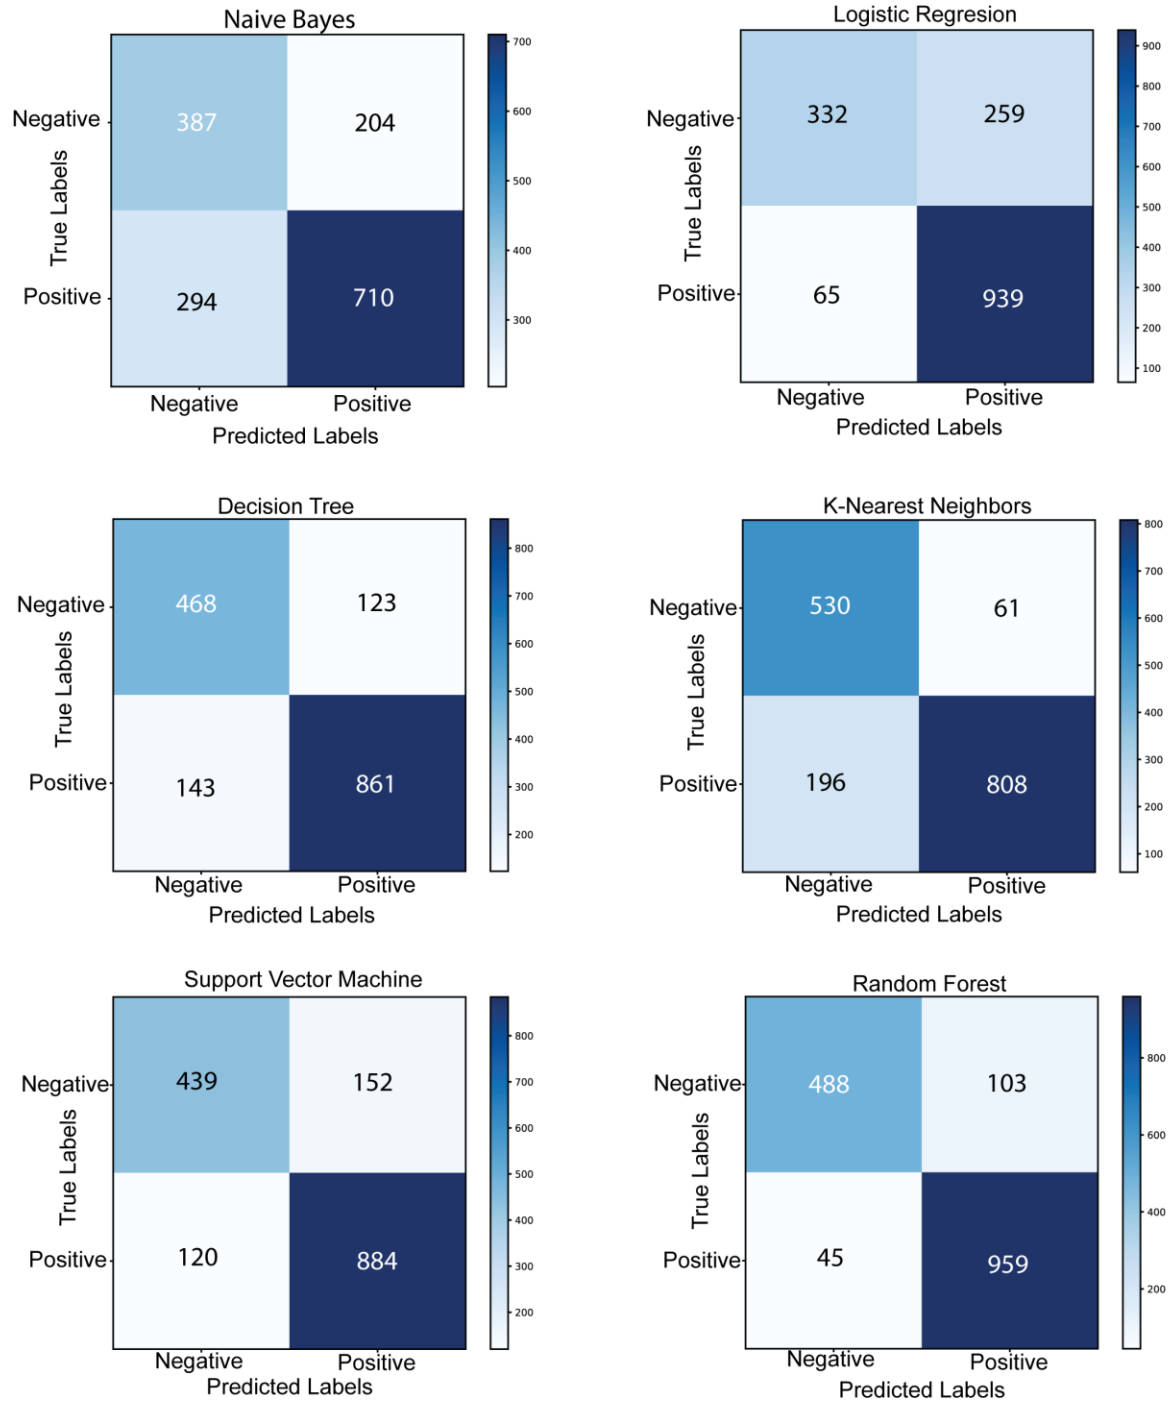 Naive Bayes
700
600
500
400
300
Negative
Positive
True Labels
387 204
294 710
Negative Positive
Predicted Labels
Logistic Regresion
900
800
700
600
500
400
300
200
100
Negative
Positive
True Labels
332 259
65 939
Negative Positive
Predicted Labels
Decision Tree
800
700
600
500
400
300
200
Negative
Positive
True Labels
468 123
143 861
Negative Positive
Predicted Labels
K-Nearest Neighbors
800
700
600
500
400
300
200
100
Negative
Positive
True Labels
530 61
196 808
Negative Positive
Predicted Labels
Support Vector Machine
800
700
600
500
400
300
200
Negative
Positive
True Labels
439 152
120 884
Negative Positive
Predicted Labels
Random Forest
800
600
400
200
Negative
Positive
True Labels
488 103
45 959
Negative Positive
Predicted Labels